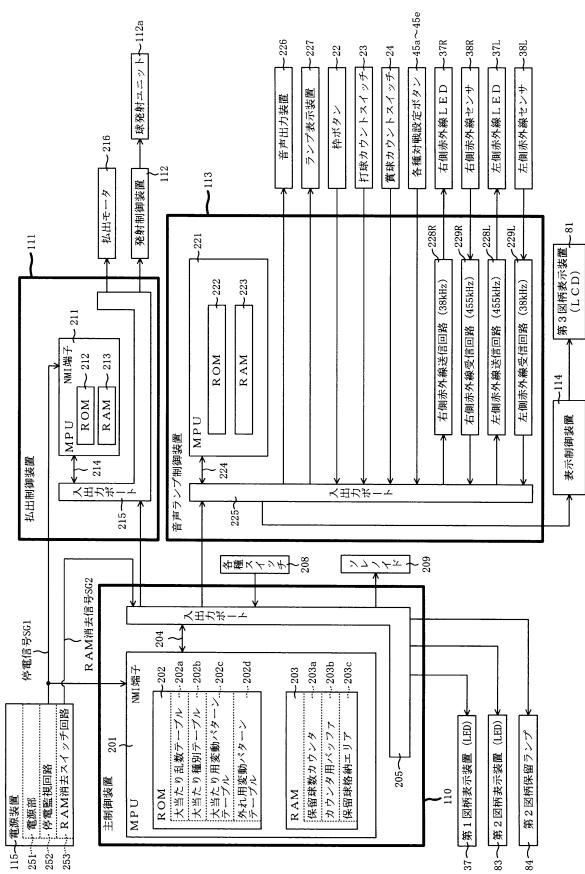 115
電源装置
251
電源部
252
停電監視回路
253
RAM消去スイッチ回路
停電信号SG1
RAM消去信号SG2
主制御装置
110
MPU
201
NMI端子
ROM
202
大当たり乱数テーブル
202a
大当たり種別テーブル
202b
大当たり用変動パターン
テーブル
202c
外れ用変動パターン
テーブル
202d
RAM
203
保留球数カウンタ
203a
カウンタ用バッファ
203b
保留球格納エリア
203c
204
入出力ポート
205
各種スイッチ
208
ソレノイド
209
37
第1図柄表示装置(LED)
83
第2図柄表示装置(LED)
84
第2図柄保留ランプ
払出制御装置
111
MPU
211
NMI端子
ROM
212
RAM
213
214
入出力ポート
215
払出モータ
216
発射制御装置
112
球発射ユニット
112a
音声ランプ制御装置
113
MPU
221
ROM
222
RAM
223
224
入出力ポート
225
音声出力装置
226
ランプ表示装置
227
枠ボタン
22
打球カウントスイッチ
23
賞球カウントスイッチ
24
各種対戦設定ボタン
45a~45e
右側赤外線送信回路(38kHz)
228R
右側赤外線LED
37R
右側赤外線受信回路(455kHz)
229R
右側赤外線センサ
38R
左側赤外線送信回路(455kHz)
228L
左側赤外線LED
37L
左側赤外線受信回路(38kHz)
229L
左側赤外線センサ
38L
表示制御装置
114
第3図柄表示装置
(LCD)
81